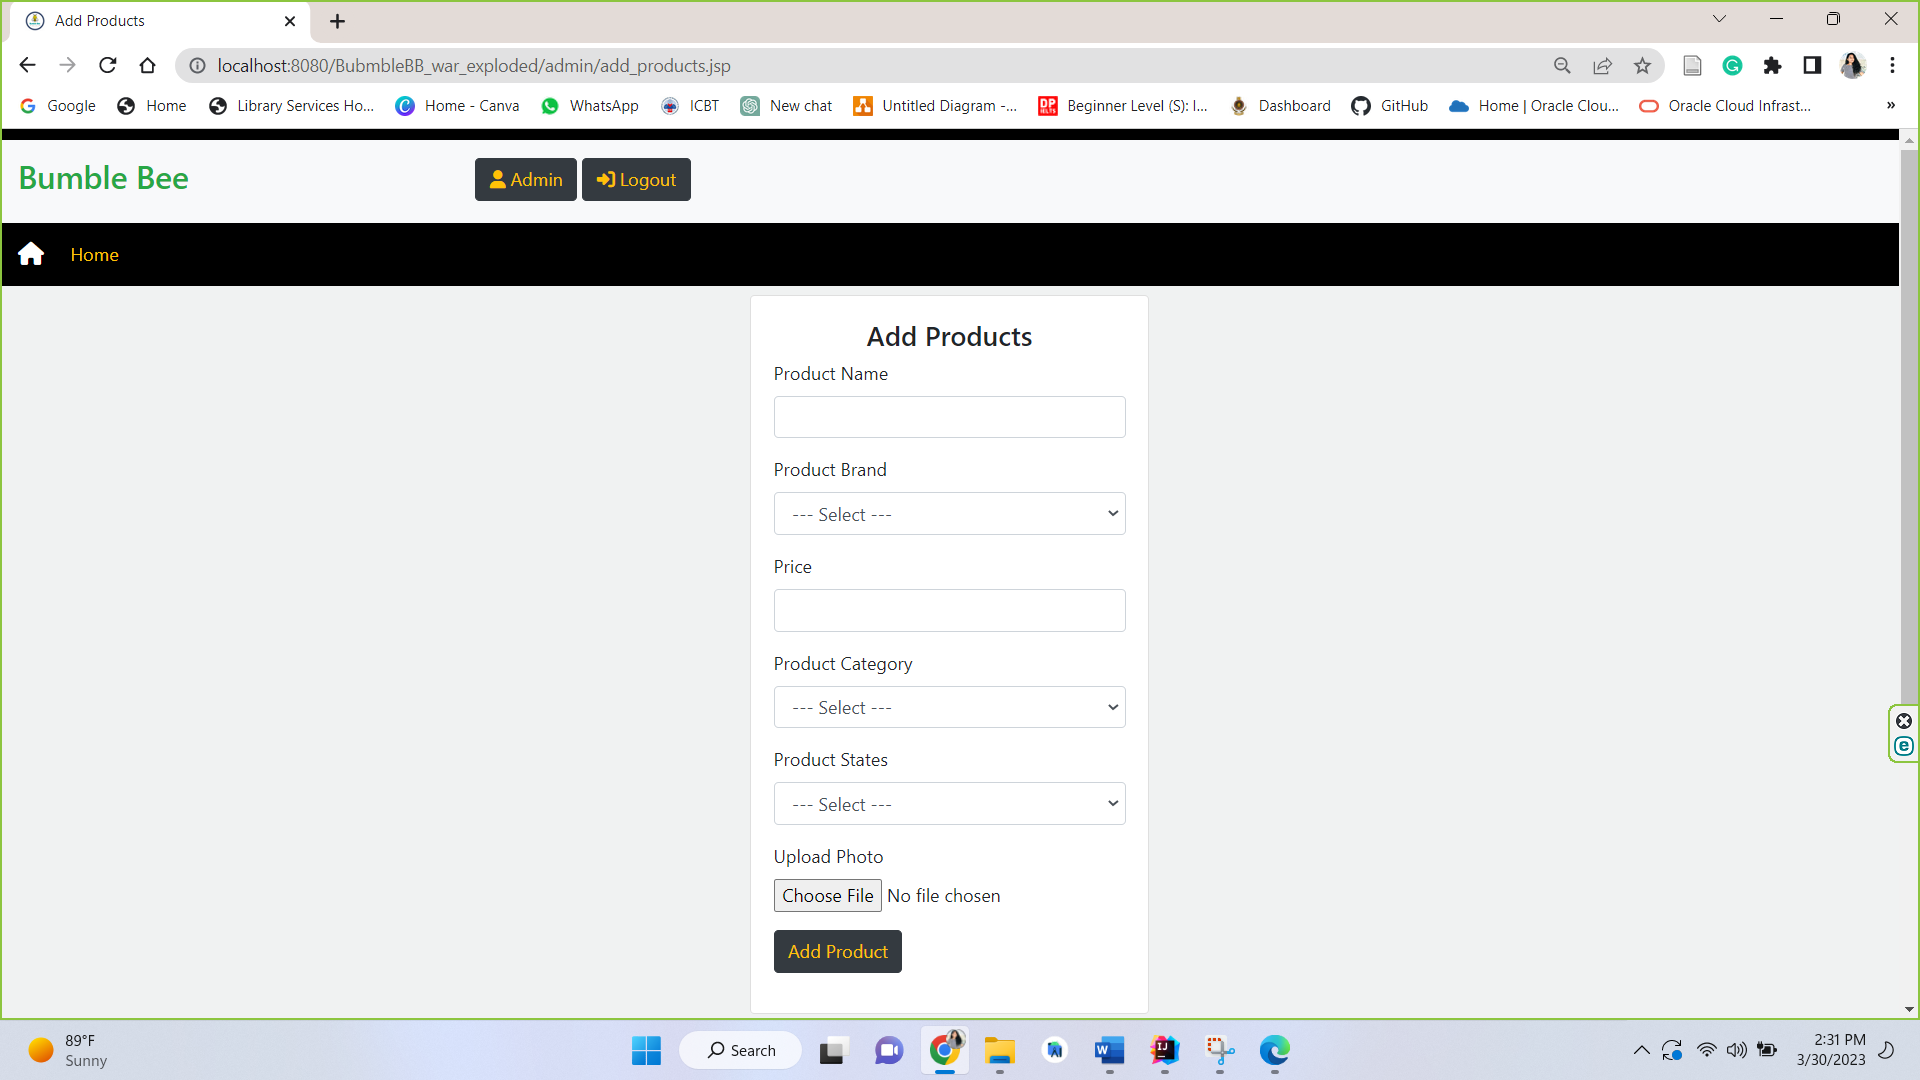 Add Products
localhost:8080/BubmbleBB_war_exploded/admin/add_products.jsp
Google Home Library Services Ho... Home - Canva WhatsApp ICBT New chat Untitled Diagram -... Beginner Level (S): I... Dashboard GitHub Home | Oracle Clou... Oracle Cloud Infrast... »
Bumble Bee Admin Logout
Home
Add Products
Product Name
Product Brand
--- Select ---
Price
Product Category
--- Select ---
Product States
--- Select ---
Upload Photo
Choose File No file chosen
Add Product
89°F
Sunny
Search
2:31 PM
3/30/2023